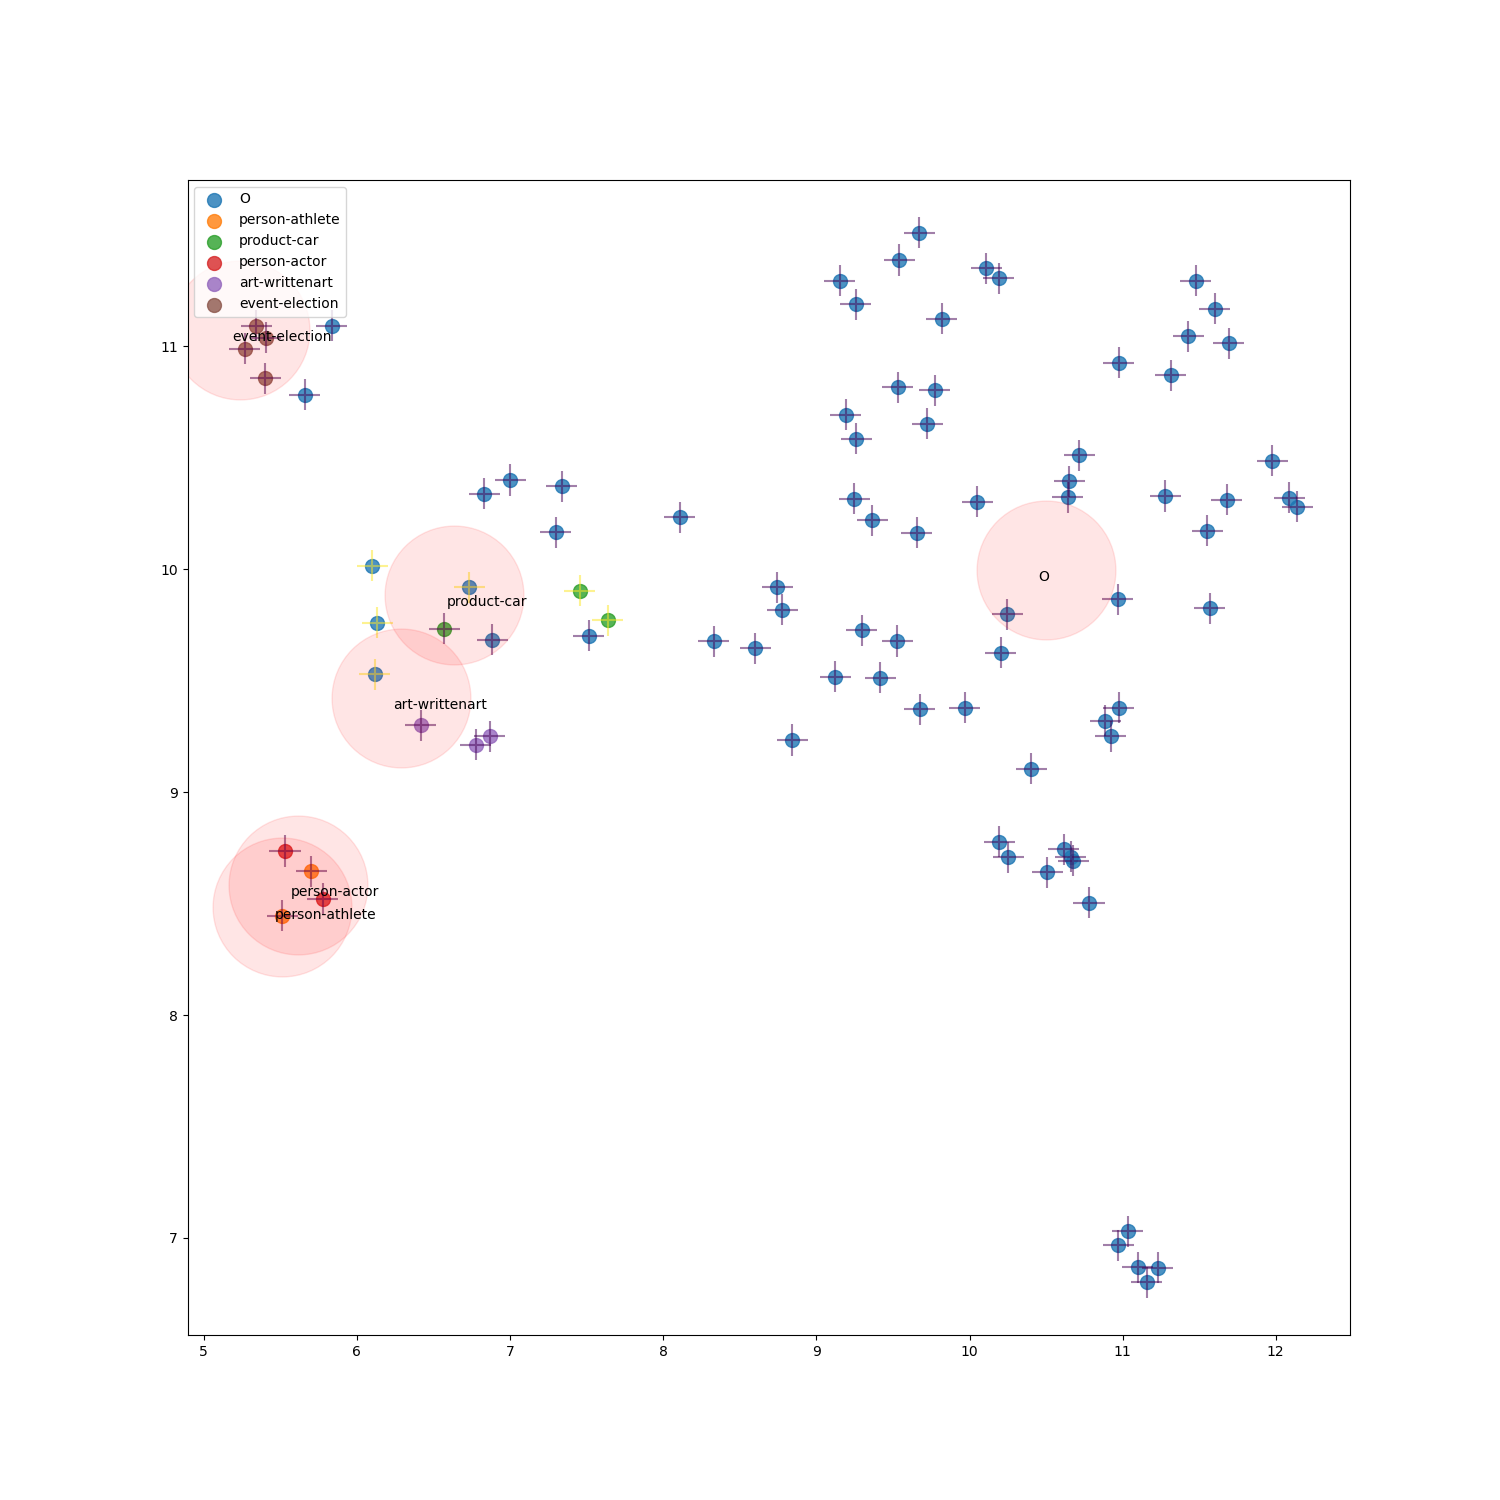 O
person-athlete
product-car
person-actor
art-writtenart
event-election
event-election
product-car
O
art-writtenart
person-actor
person-athlete
11
10
9
8
7
5 6 7 8 9 10 11 12